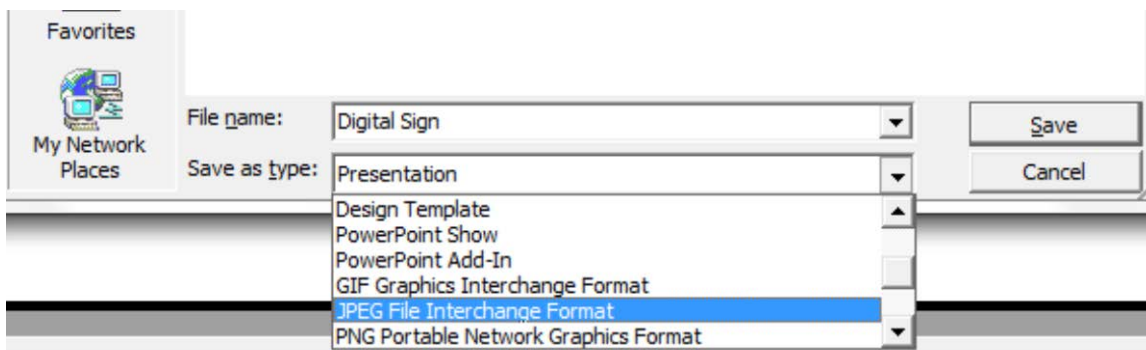 Favorites
My Network
Places
File name:
Digital Sign
Save
Save as type:
Presentation
Cancel
Design Template
PowerPoint Show
PowerPoint Add-In
GIF Graphics Interchange Format
JPEG File Interchange Format
PNG Portable Network Graphics Format